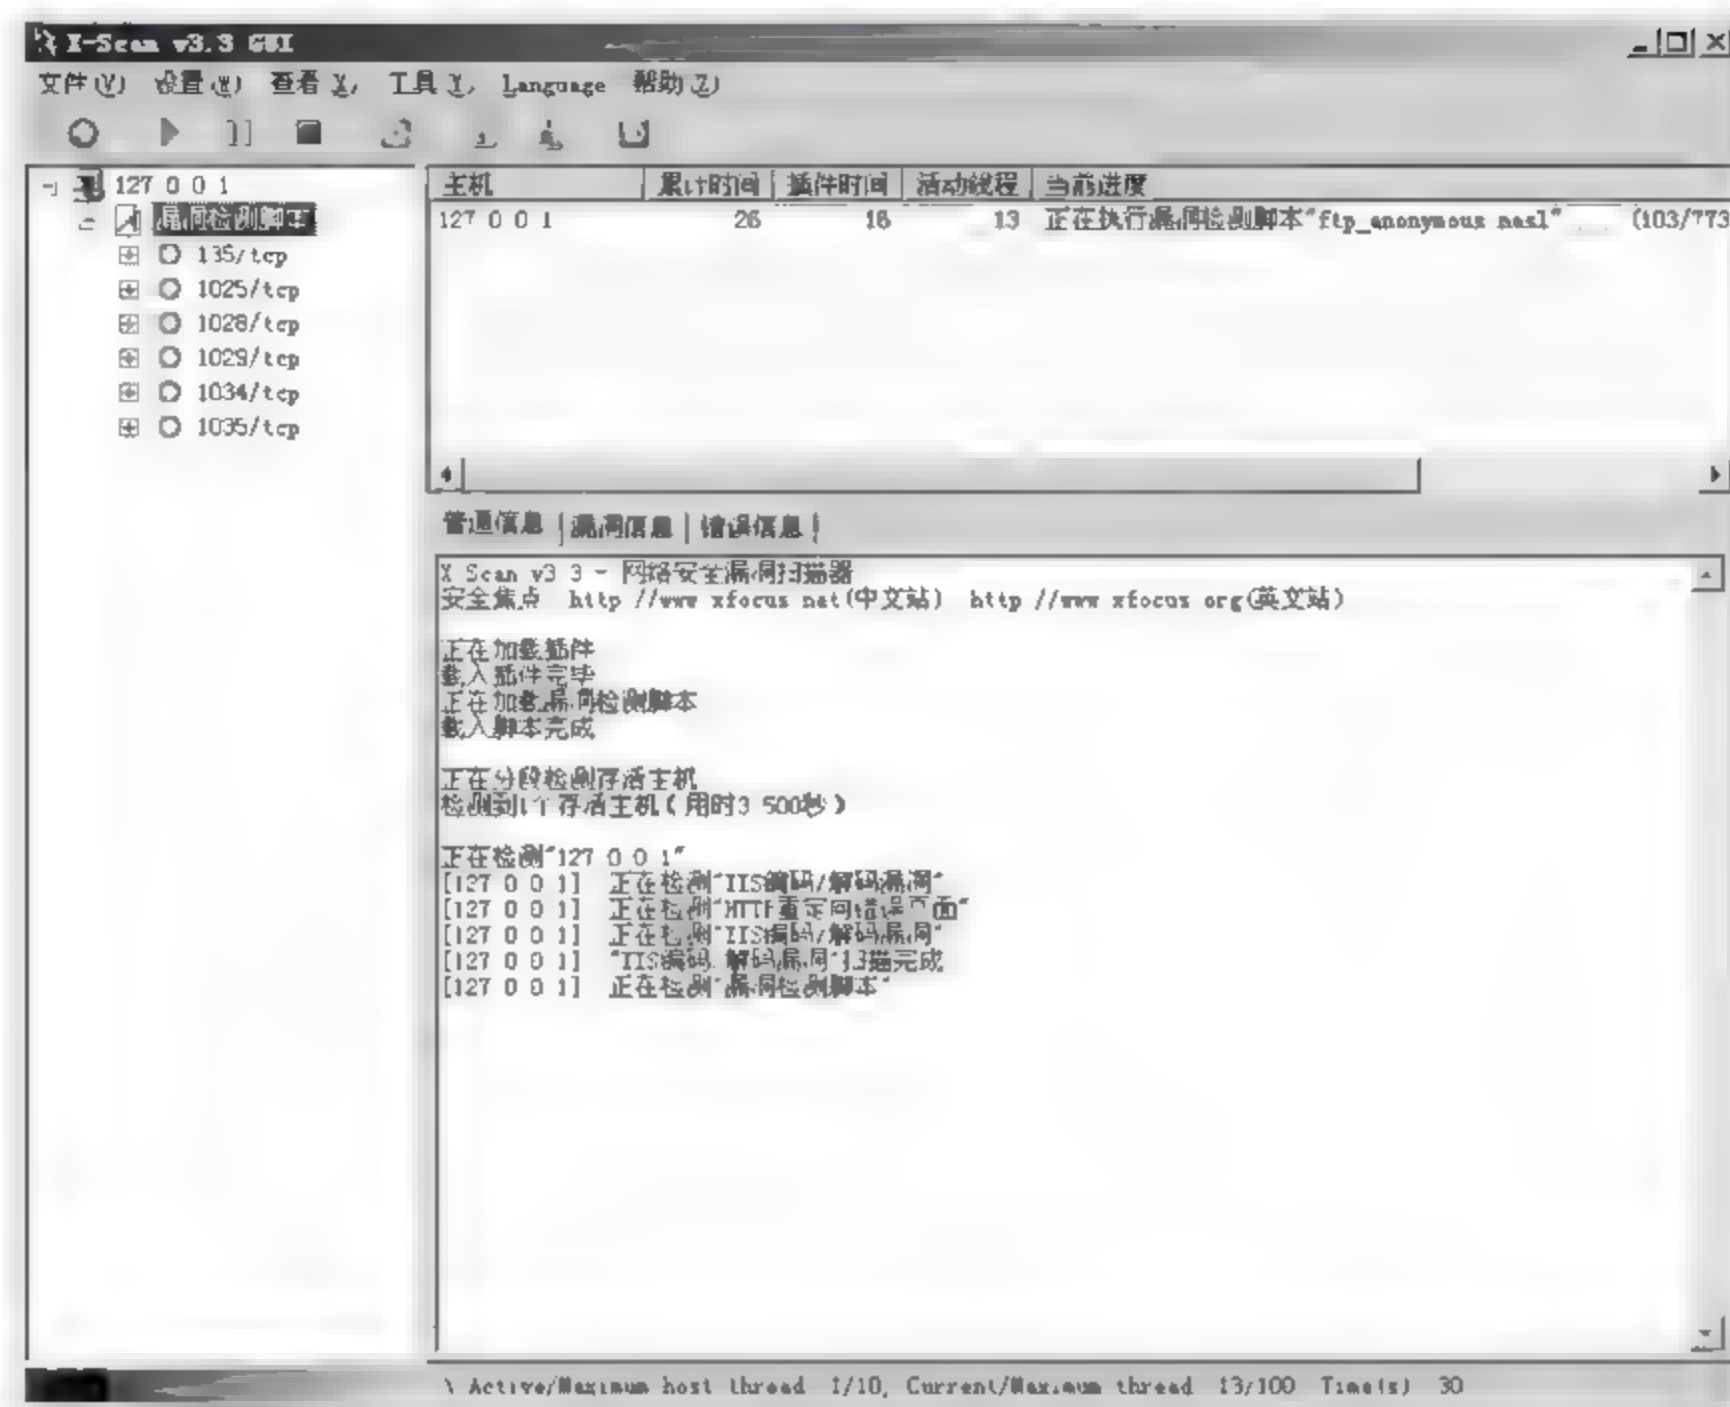 X-Scan v3.3 GUI
文件(V) 设置(W) 查看(X) 工具(Y) Language 帮助(Z)
127 0 0 1
漏洞检测脚本
135/tcp
1025/tcp
1028/tcp
1029/tcp
1034/tcp
1035/tcp
主机 累计时间 插件时间 活动线程 当前进度
127 0 0 1 26 16 13 正在执行漏洞检测脚本"ftp_anonymous nasl" (103/773
普通信息 漏洞信息 错误信息
X Scan v3 3 - 网络安全漏洞扫描器
安全焦点 http //www xfocus net(中文站) http //www xfocus org(英文站)
正在加载插件
载入插件完毕
正在加载漏洞检测脚本
载入脚本完成
正在分段检测存活主机
检测到1个存活主机(用时3 500秒)
正在检测"127 0 0 1"
[127 0 0 1] 正在检测"IIS编码/解码漏洞"
[127 0 0 1] 正在检测"HTTP重定向错误页面"
[127 0 0 1] 正在检测"IIS编码/解码漏洞"
[127 0 0 1] "IIS编码/解码漏洞"扫描完成
[127 0 0 1] 正在检测"漏洞检测脚本"
\ Active/Maximum host thread 1/10, Current/Maximum thread 13/100 Time(s) 30